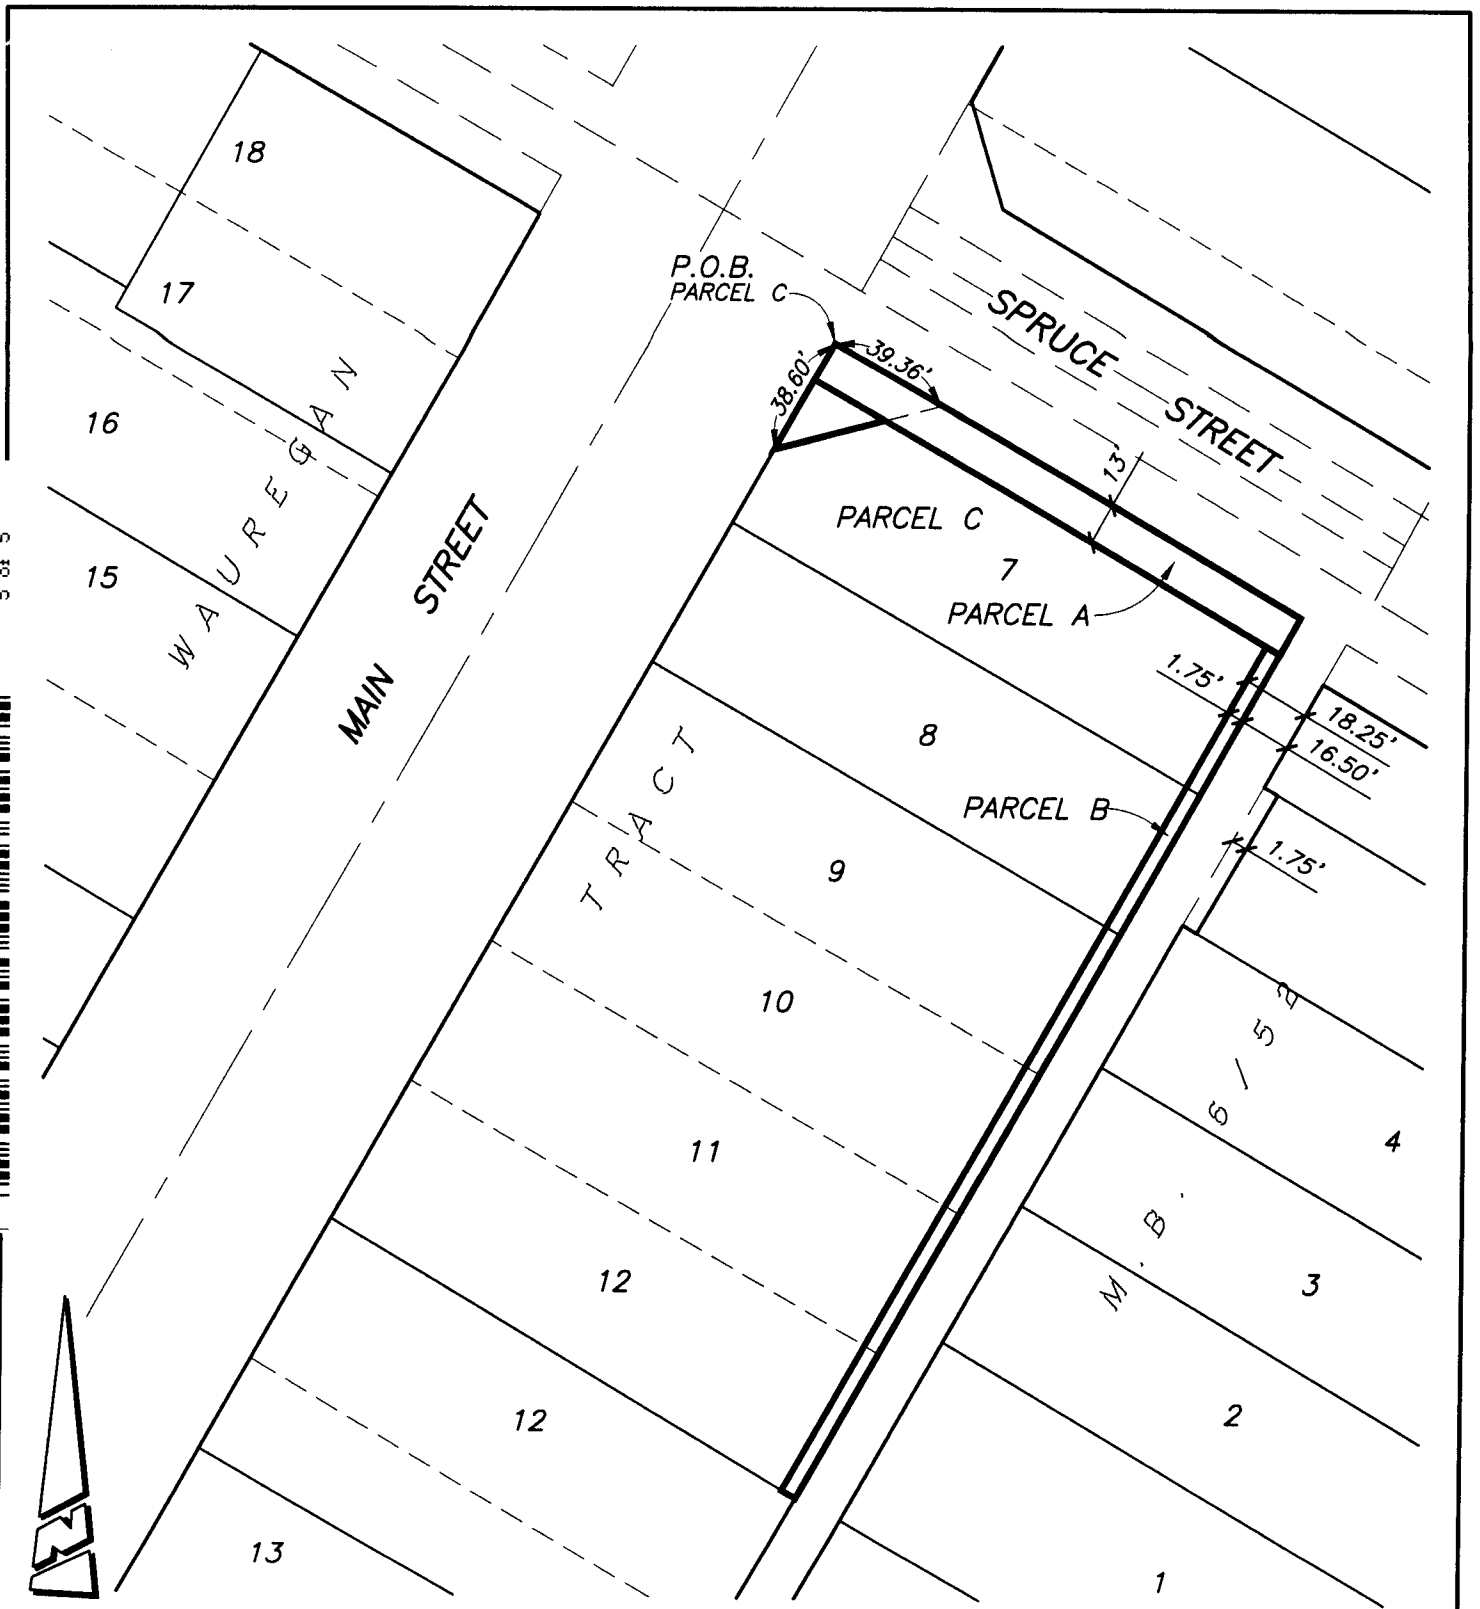 18
17
16
15
WAUREGAN
TRACT
MAIN STREET
SPRUCE STREET
P.O.B.
PARCEL C
39.36'
38.60'
13'
PARCEL C
7
PARCEL A
1.75'
18.25'
16.50'
8
PARCEL B
1.75'
9
10
11
12
12
13
M. B. 6/52
4
3
2
1
N